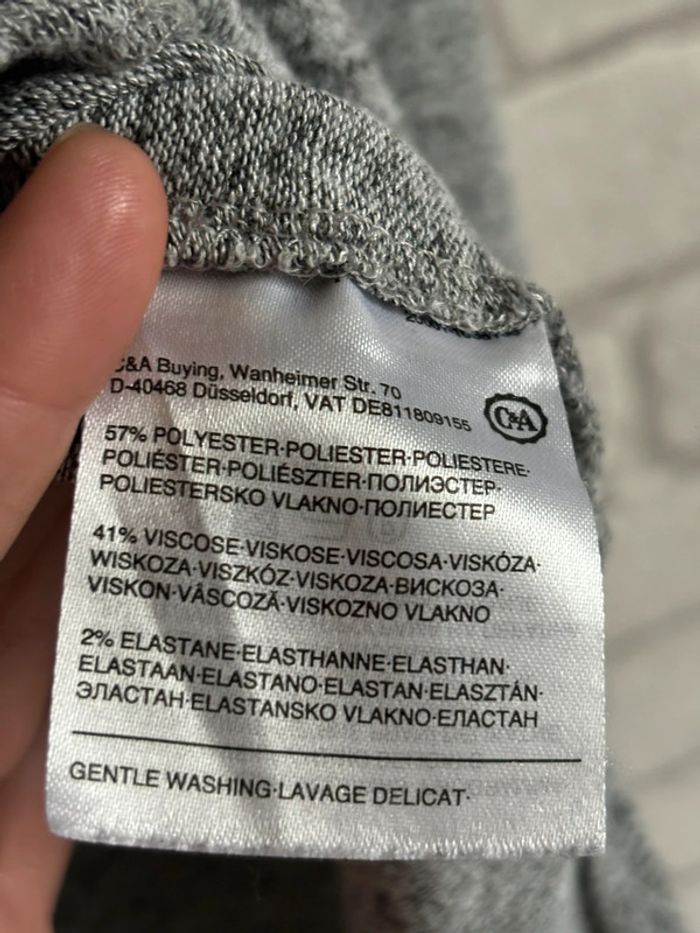 C&A Buying, Wanheimer Str. 70
D-40468 Düsseldorf, VAT DE811809155
C&A
57% POLYESTER·POLIESTER·POLIESTERE·
POLIÉSTER·POLIÉSZTER·ПОЛИЭСТЕР·
POLIESTERSKO VLAKNO·ПОЛИЕСТЕР
41% VISCOSE·VISKOSE·VISCOSA·VISKÓZA·
WISKOZA·VISZKÓZ·VISKOZA·ВИСКОЗА·
VISKON·VÂSCOZĂ·VISKOZNO VLAKNO
2% ELASTANE·ELASTHANNE·ELASTHAN·
ELASTAAN·ELASTANO·ELASTAN·ELASZTÁN·
ЭЛАСТАН·ELASTANSKO VLAKNO·ЕЛАСТАН
GENTLE WASHING·LAVAGE DELICAT·